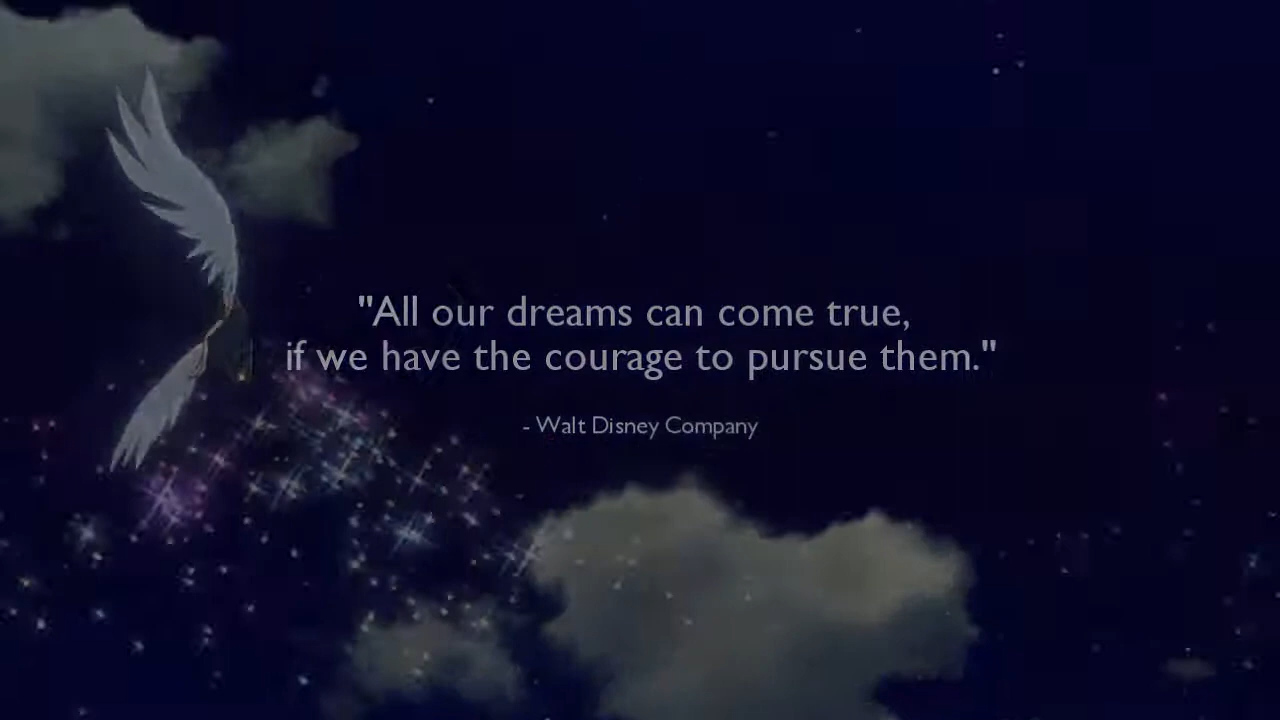 "All our dreams can come true,
if we have the courage to pursue them."
- Walt Disney Company